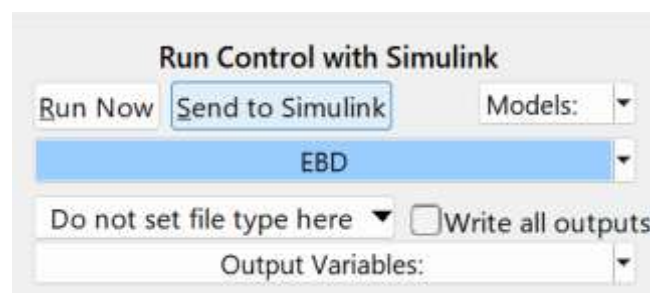 Run Control with Simulink
Run Now Send to Simulink Models:
EBD
Do not set file type here Write all outputs
Output Variables: